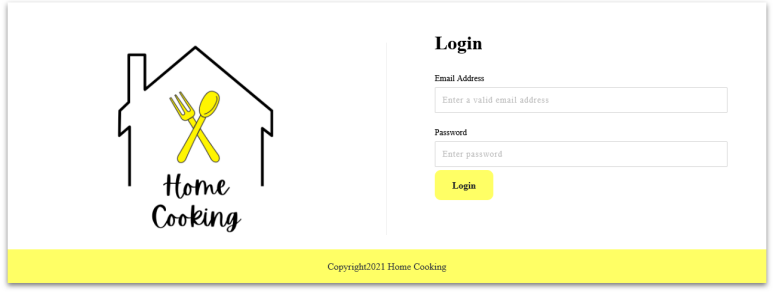 Login
Email Address
Enter a valid email address
Password
Enter password
Login
Home
Cooking
Copyright2021 Home Cooking